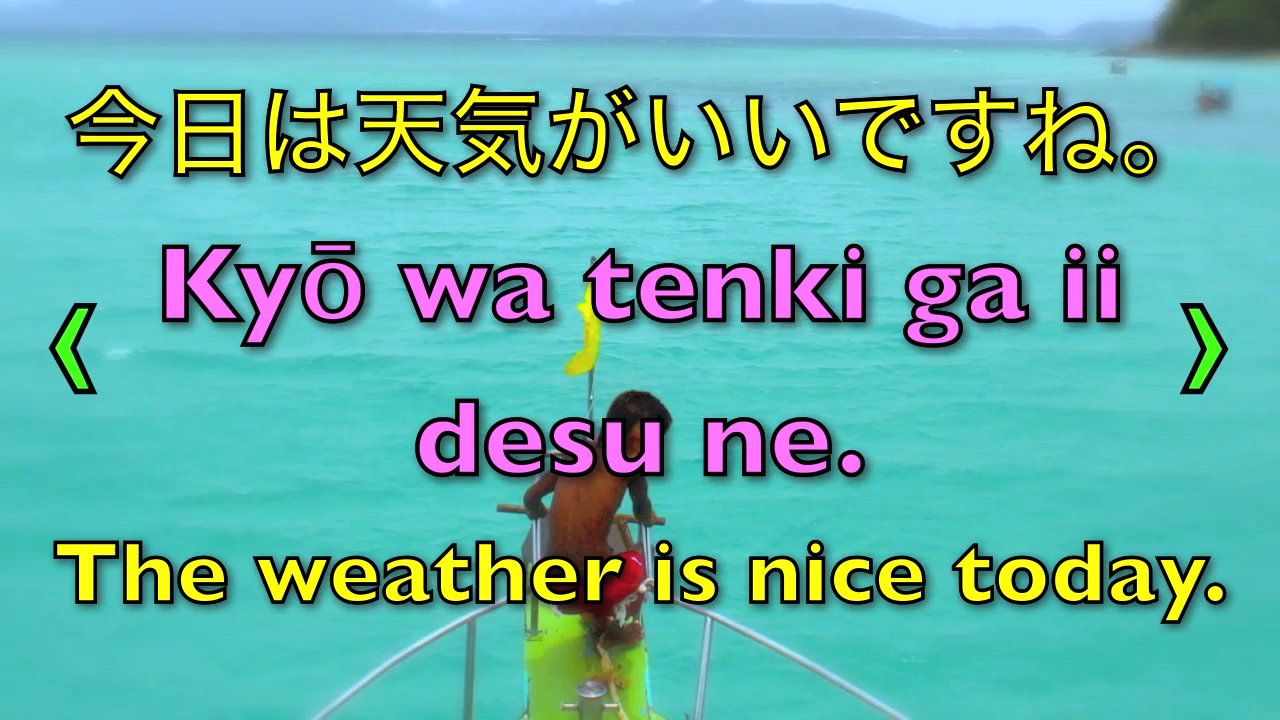 今日は天気がいいですね。
Kyō wa tenki ga ii
desu ne.
The weather is nice today.